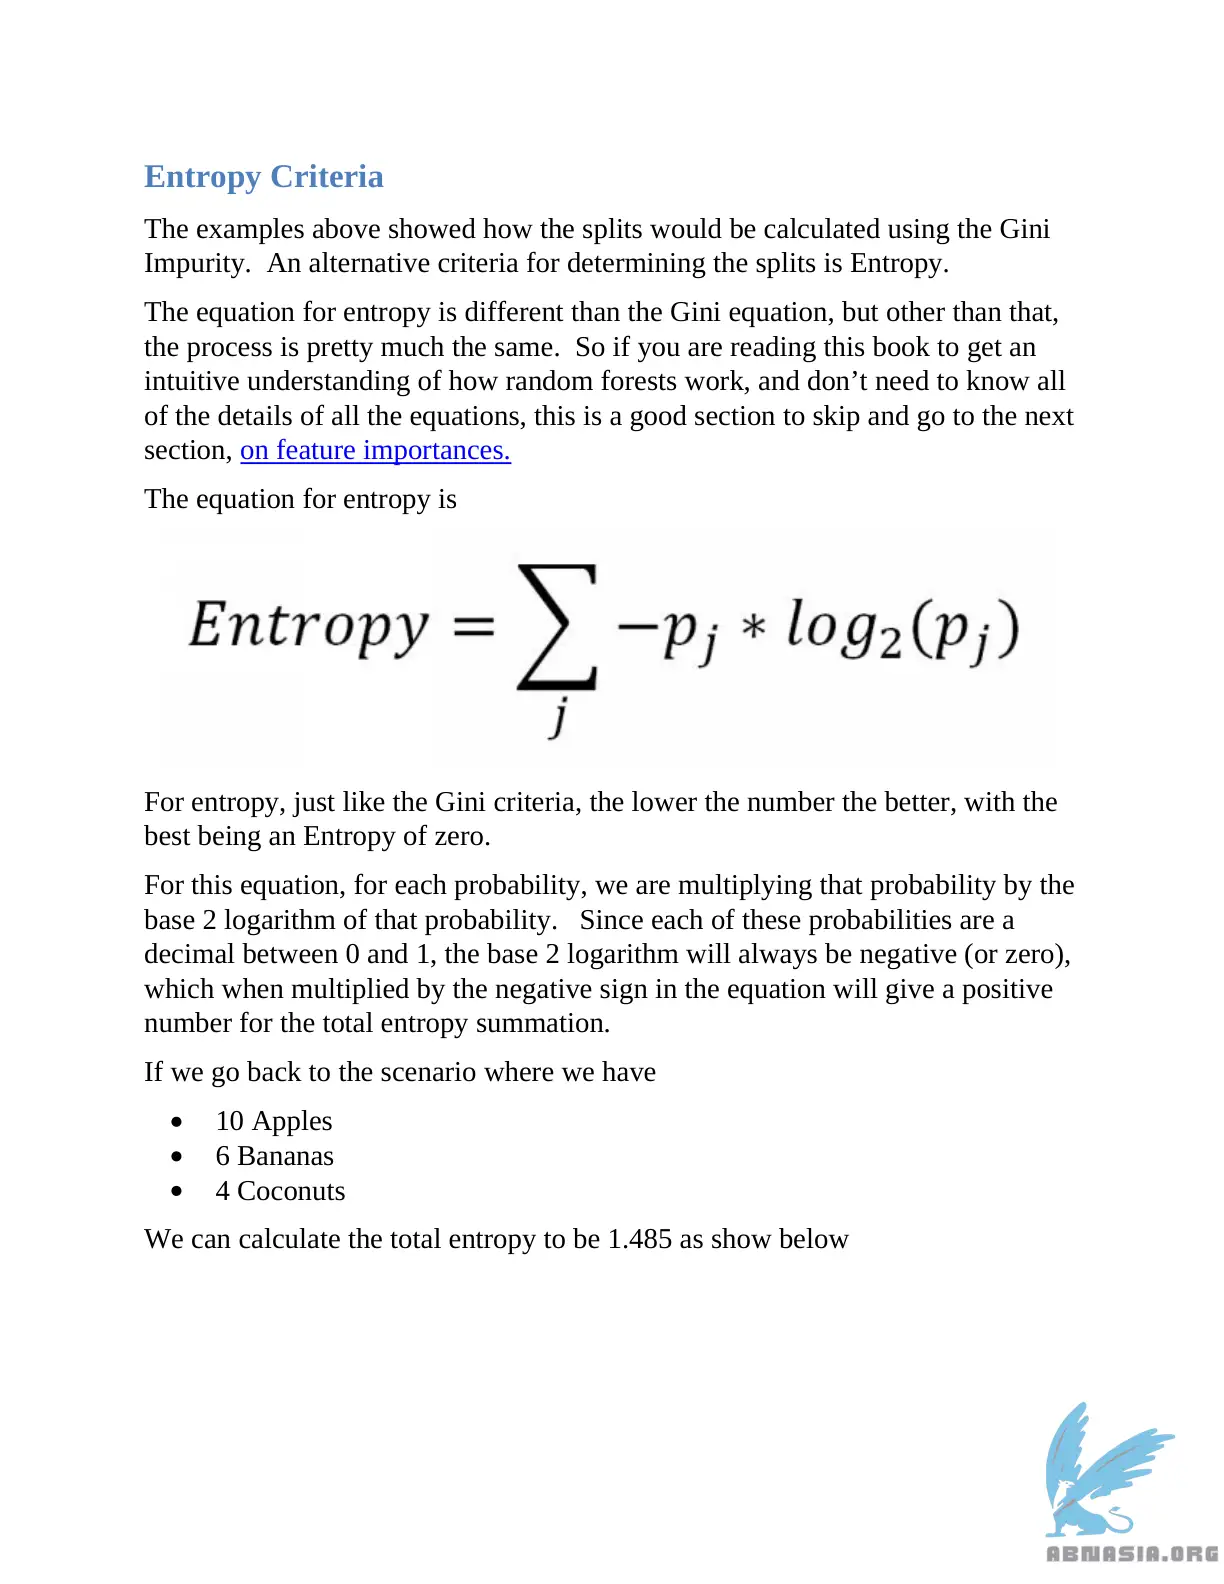 Entropy Criteria
The examples above showed how the splits would be calculated using the Gini
Impurity.  An alternative criteria for determining the splits is Entropy.
The equation for entropy is different than the Gini equation, but other than that,
the process is pretty much the same.  So if you are reading this book to get an
intuitive understanding of how random forests work, and don’t need to know all
of the details of all the equations, this is a good section to skip and go to the next
section, on feature importances.
The equation for entropy is
Entropy = ∑_j −p_j * log₂(p_j)
For entropy, just like the Gini criteria, the lower the number the better, with the
best being an Entropy of zero.
For this equation, for each probability, we are multiplying that probability by the
base 2 logarithm of that probability.   Since each of these probabilities are a
decimal between 0 and 1, the base 2 logarithm will always be negative (or zero),
which when multiplied by the negative sign in the equation will give a positive
number for the total entropy summation.
If we go back to the scenario where we have
• 10 Apples
• 6 Bananas
• 4 Coconuts
We can calculate the total entropy to be 1.485 as show below
ABNASIA.ORG